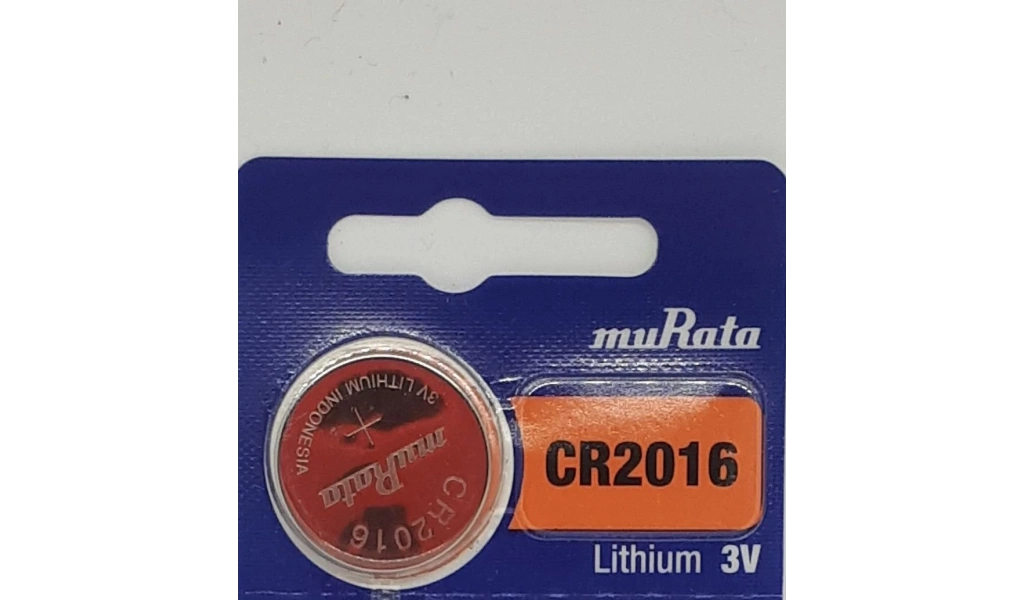 muRata
CR2016
Lithium 3V
3V LITHIUM INDONESIA
+
muRata
CR2016